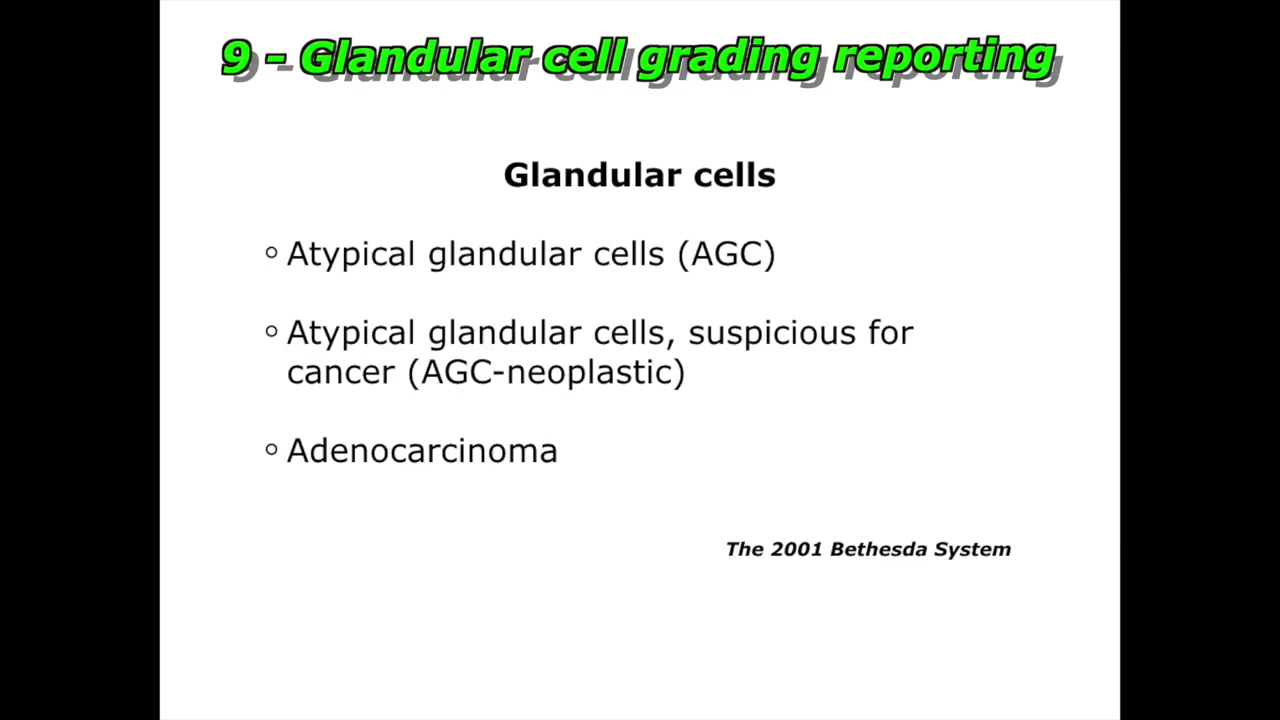 9 - Glandular cell grading reporting
Glandular cells
Atypical glandular cells (AGC)
Atypical glandular cells, suspicious for
cancer (AGC-neoplastic)
Adenocarcinoma
The 2001 Bethesda System